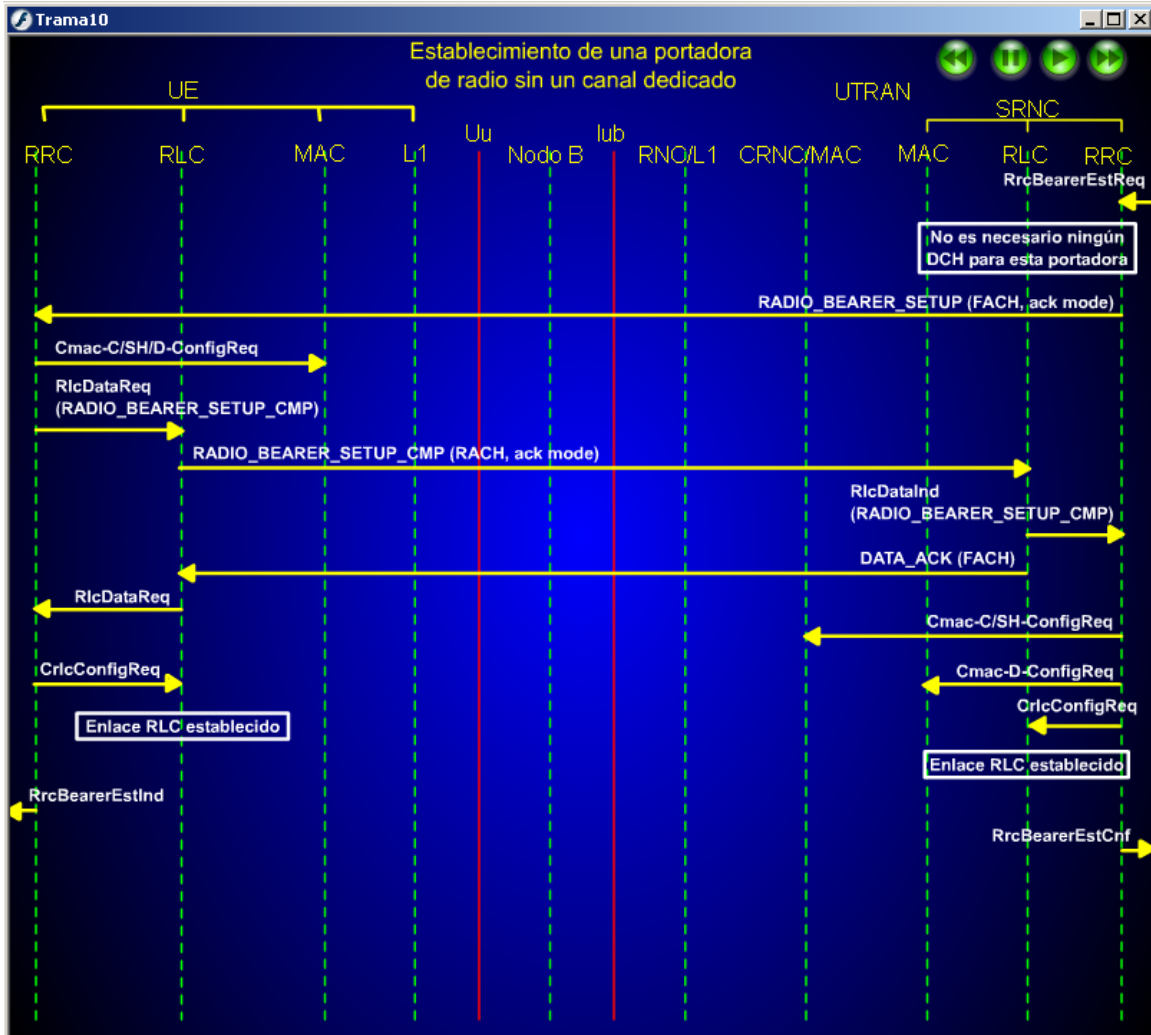 Trama10
Establecimiento de una portadora
de radio sin un canal dedicado
UE
UTRAN
SRNC
Uu
Iub
RRC
RLC
MAC
L1
Nodo B
RNC/L1
CRNC/MAC
MAC
RLC
RRC
RrcBearerEstReq
No es necesario ningún
DCH para esta portadora
RADIO_BEARER_SETUP (FACH, ack mode)
Cmac-C/SH/D-ConfigReq
RlcDataReq
(RADIO_BEARER_SETUP_CMP)
RADIO_BEARER_SETUP_CMP (RACH, ack mode)
RlcDataInd
(RADIO_BEARER_SETUP_CMP)
DATA_ACK (FACH)
RlcDataReq
Cmac-C/SH-ConfigReq
CrlcConfigReq
Cmac-D-ConfigReq
CrlcConfigReq
Enlace RLC establecido
Enlace RLC establecido
RrcBearerEstInd
RrcBearerEstCnf